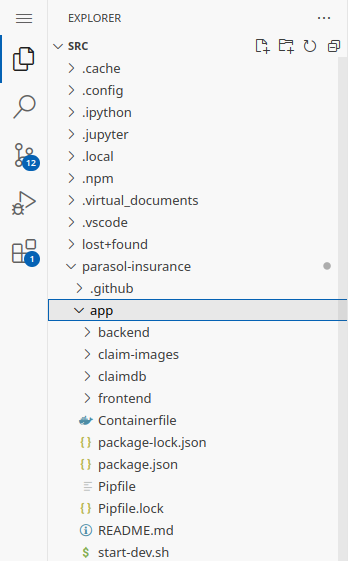 EXPLORER
SRC
.cache
.config
.ipython
.jupyter
.local
.npm
.virtual_documents
.vscode
lost+found
parasol-insurance
.github
app
backend
claim-images
claimdb
frontend
Containerfile
{} package-lock.json
{} package.json
Pipfile
{} Pipfile.lock
README.md
$ start-dev.sh
12
1